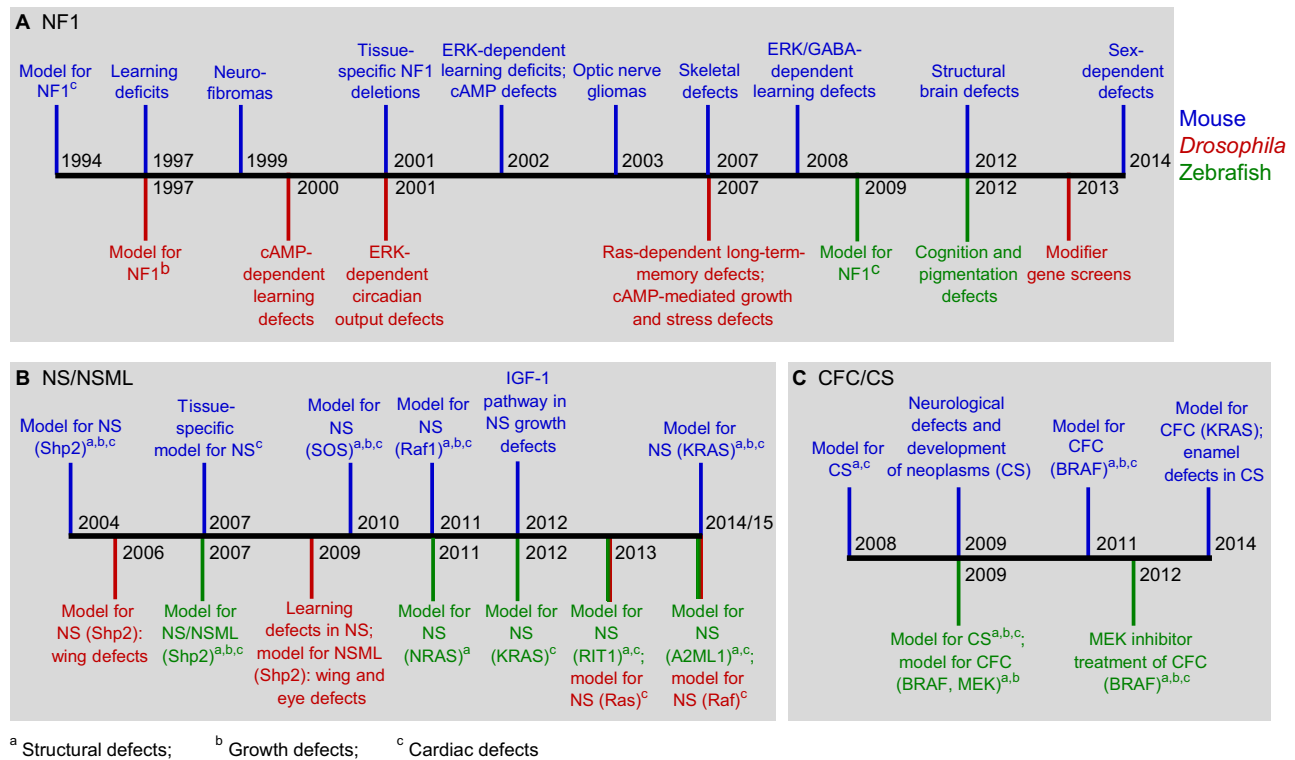 A NF1
Model for
NF1c
Learning
deficits
Neuro-
fibromas
Tissue-
specific NF1
deletions
ERK-dependent
learning deficits;
cAMP defects
Optic nerve
gliomas
Skeletal
defects
ERK/GABA-
dependent
learning defects
Structural
brain defects
Sex-
dependent
defects
1994 1997 1999 2001 2002 2003 2007 2008 2012 2014
1997 2000 2001 2007 2009 2012 2013
Model for
NF1b
cAMP-
dependent
learning
defects
ERK-
dependent
circadian
output defects
Ras-dependent long-term-
memory defects;
cAMP-mediated growth
and stress defects
Model for
NF1c
Cognition and
pigmentation
defects
Modifier
gene screens
Mouse
Drosophila
Zebrafish
B NS/NSML
Model for NS
(Shp2)a,b,c
Tissue-
specific
model for NSc
Model for
NS
(SOS)a,b,c
Model for
NS
(Raf1)a,b,c
IGF-1
pathway in
NS growth
defects
Model for
NS (KRAS)a,b,c
2004 2007 2010 2011 2012 2014/15
2006 2007 2009 2011 2012 2013
Model for
NS (Shp2):
wing defects
Model for
NS/NSML
(Shp2)a,b,c
Learning
defects in NS;
model for NSML
(Shp2): wing and
eye defects
Model for
NS
(NRAS)a
Model for
NS
(KRAS)c
Model for
NS
(RIT1)a,c;
model for
NS (Ras)c
Model for
NS
(A2ML1)a,c;
model for
NS (Raf)c
C CFC/CS
Model for
CSa,c
Neurological
defects and
development
of neoplasms (CS)
Model for
CFC
(BRAF)a,b,c
Model for
CFC (KRAS);
enamel
defects in CS
2008 2009 2011 2014
2009 2012
Model for CSa,b,c;
model for CFC
(BRAF, MEK)a,b
MEK inhibitor
treatment of CFC
(BRAF)a,b,c
a Structural defects; b Growth defects; c Cardiac defects